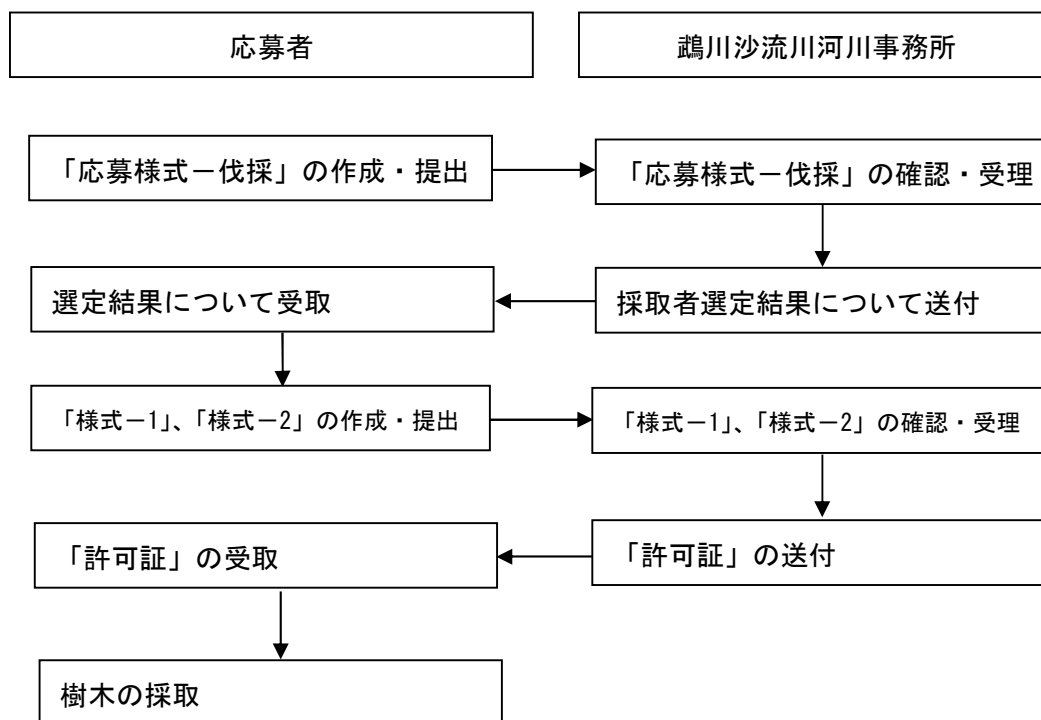 応募者
鵡川沙流川河川事務所
「応募様式－伐採」の作成・提出
「応募様式－伐採」の確認・受理
選定結果について受取
採取者選定結果について送付
「様式－1」、「様式－2」の作成・提出
「様式－1」、「様式－2」の確認・受理
「許可証」の受取
「許可証」の送付
樹木の採取